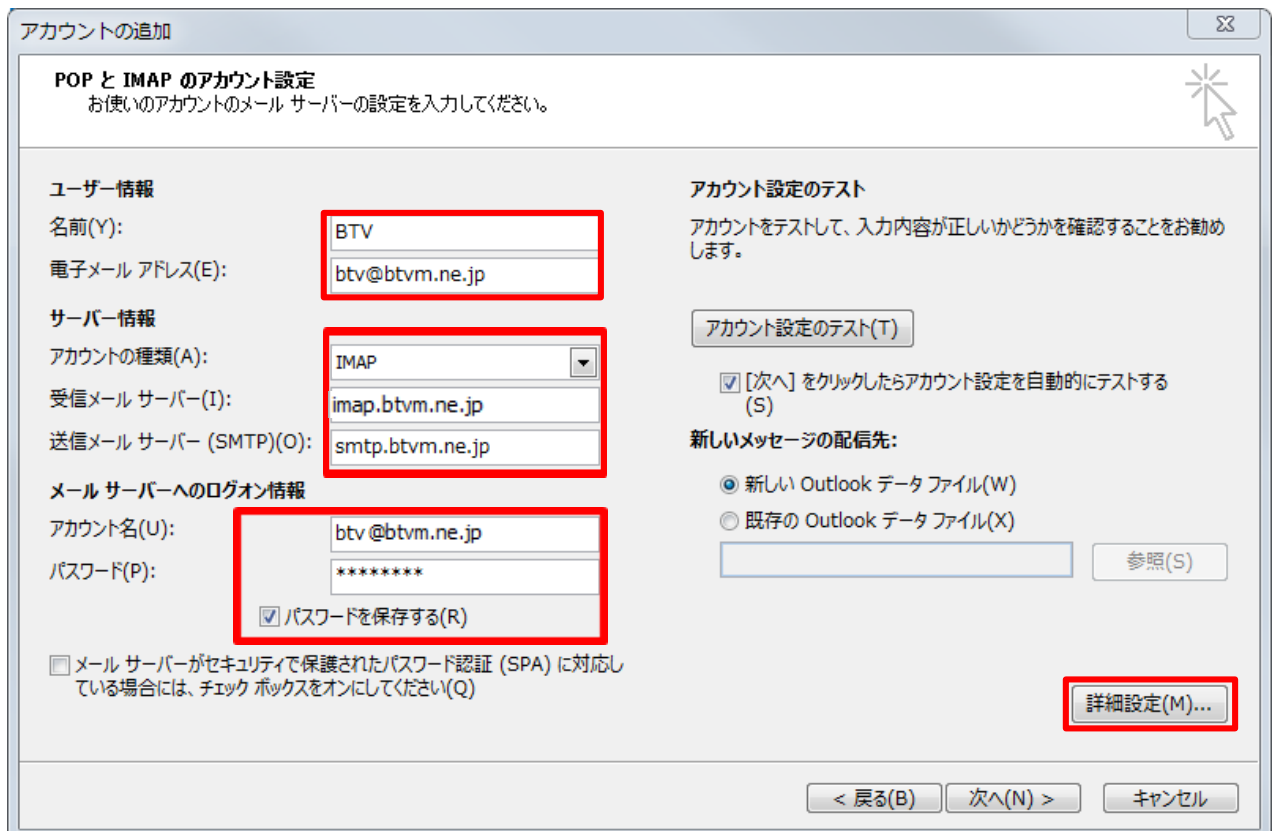 アカウントの追加
POP と IMAP のアカウント設定
お使いのアカウントのメール サーバーの設定を入力してください。
ユーザー情報
名前(Y):
BTV
電子メール アドレス(E):
btv@btvm.ne.jp
サーバー情報
アカウントの種類(A):
IMAP
受信メール サーバー(I):
imap.btvm.ne.jp
送信メール サーバー (SMTP)(O):
smtp.btvm.ne.jp
メール サーバーへのログオン情報
アカウント名(U):
btv@btvm.ne.jp
パスワード(P):
********
パスワードを保存する(R)
メール サーバーがセキュリティで保護されたパスワード認証 (SPA) に対応し
ている場合には、チェック ボックスをオンにしてください(Q)
アカウント設定のテスト
アカウントをテストして、入力内容が正しいかどうかを確認することをお勧め
します。
アカウント設定のテスト(T)
[次へ] をクリックしたらアカウント設定を自動的にテストする
(S)
新しいメッセージの配信先:
新しい Outlook データ ファイル(W)
既存の Outlook データ ファイル(X)
参照(S)
詳細設定(M)...
< 戻る(B)
次へ(N) >
キャンセル